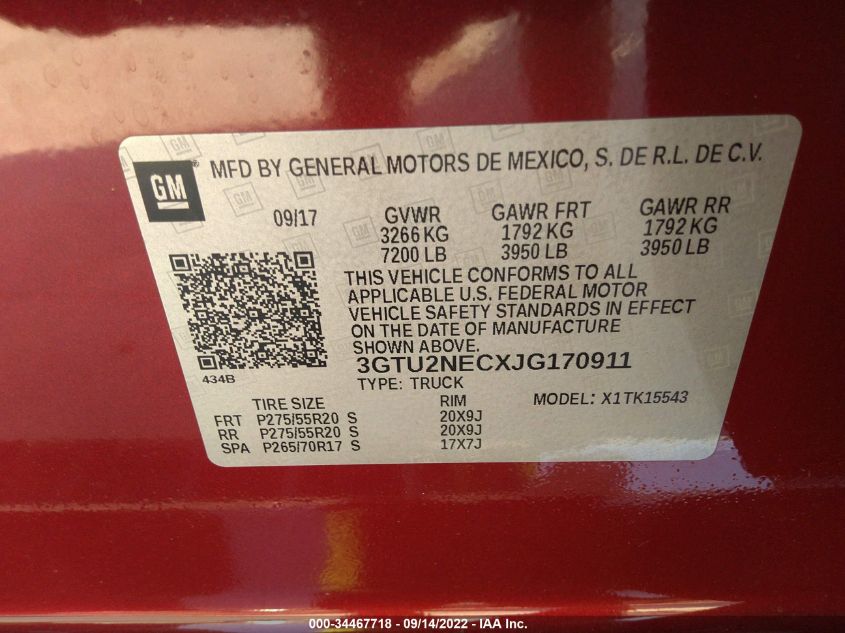 GM
MFD BY GENERAL MOTORS DE MEXICO, S. DE R.L. DE C.V.
09/17 GVWR GAWR FRT GAWR RR
3266 KG 1792 KG 1792 KG
7200 LB 3950 LB 3950 LB
THIS VEHICLE CONFORMS TO ALL
APPLICABLE U.S. FEDERAL MOTOR
VEHICLE SAFETY STANDARDS IN EFFECT
ON THE DATE OF MANUFACTURE
SHOWN ABOVE.
434B
3GTU2NECXJG170911
TYPE: TRUCK
MODEL: X1TK15543
TIRE SIZE RIM
FRT P275/55R20 S 20X9J
RR P275/55R20 S 20X9J
SPA P265/70R17 S 17X7J
000-34467718 - 09/14/2022 - IAA Inc.